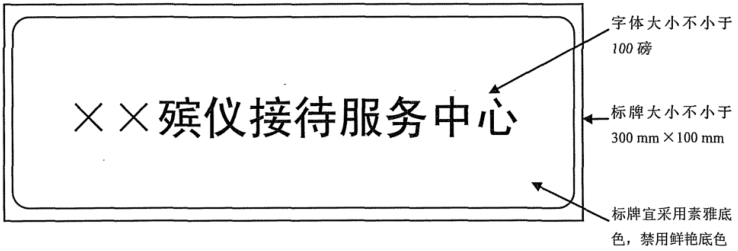 ××殡仪接待服务中心
字体大小不小于
100磅
标牌大小不小于
300 mm×100 mm
标牌宜采用素雅底
色，禁用鲜艳底色